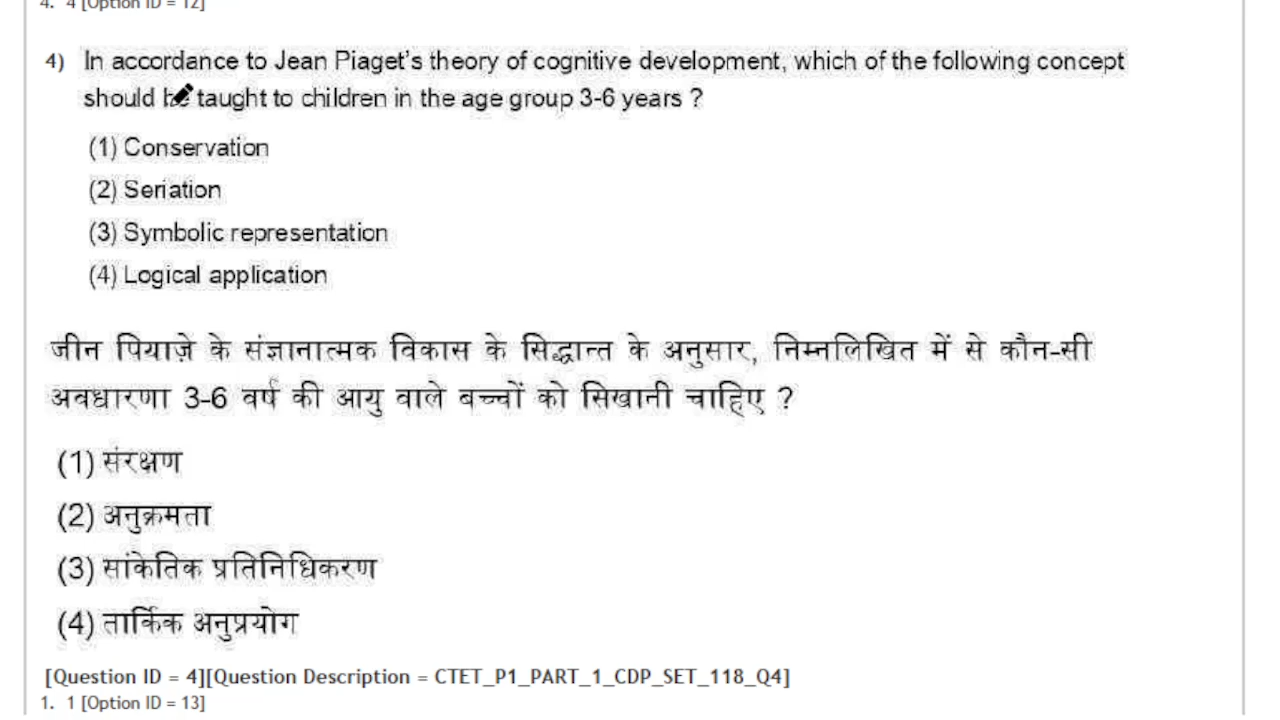 4. 4 [Option ID = 12]
4) In accordance to Jean Piaget's theory of cognitive development, which of the following concept
should be taught to children in the age group 3-6 years ?
(1) Conservation
(2) Seriation
(3) Symbolic representation
(4) Logical application
जीन पियाज़े के संज्ञानात्मक विकास के सिद्धान्त के अनुसार, निम्नलिखित में से कौन-सी
अवधारणा 3-6 वर्ष की आयु वाले बच्चों को सिखानी चाहिए ?
(1) संरक्षण
(2) अनुक्रमता
(3) सांकेतिक प्रतिनिधिकरण
(4) तार्किक अनुप्रयोग
[Question ID = 4][Question Description = CTET_P1_PART_1_CDP_SET_118_Q4]
1. 1 [Option ID = 13]